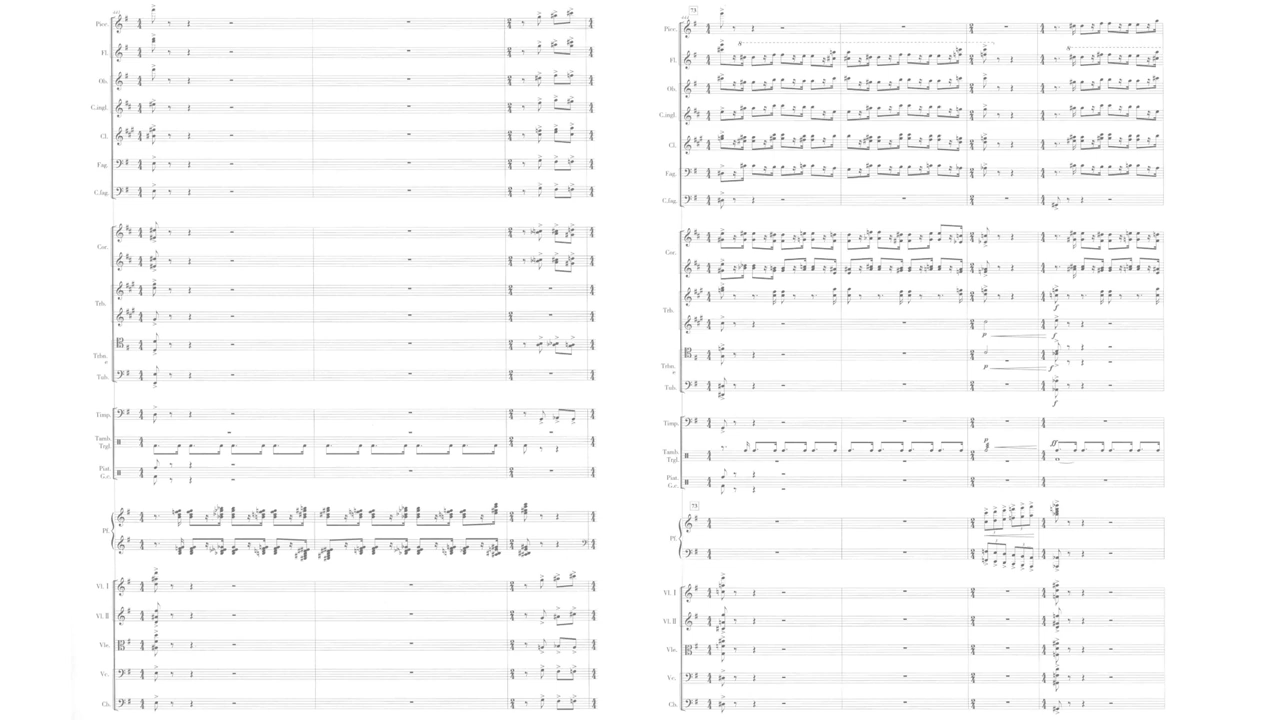 Picc.
Fl.
Ob.
C.ingl.
Cl.
Fag.
C.fag.
Cor.
Trb.
Trbn.
Tub.
Timp.
Tamb.
Trgl.
Piat.
G.c.
Pf.
Vl. I
Vl. II
Vle.
Vc.
Cb.
73
Picc.
Fl.
Ob.
C.ingl.
Cl.
Fag.
C.fag.
Cor.
Trb.
p
f
Trbn.
p
f
Tub.
f
Timp.
p
ff
Tamb.
Trgl.
Piat.
G.c.
73
Pf.
Vl. I
Vl. II
Vle.
Vc.
Cb.